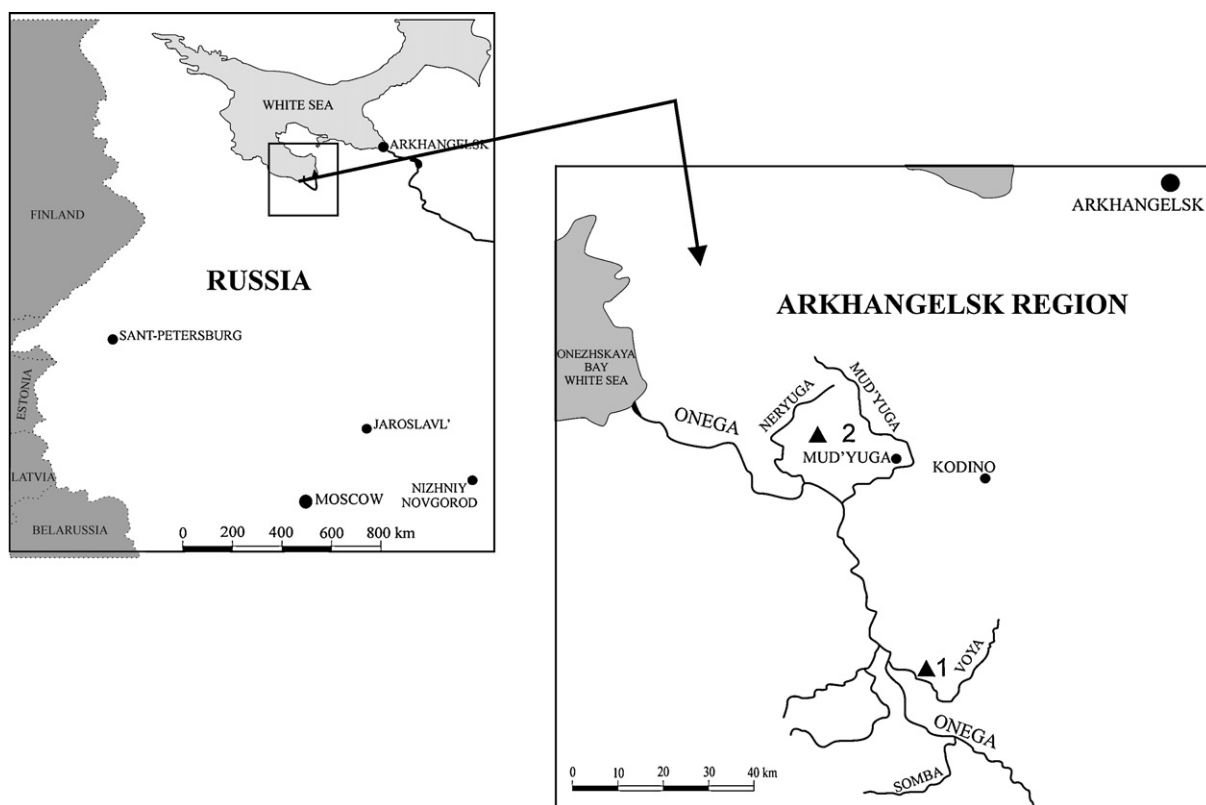 WHITE SEA
ARKHANGELSK
FINLAND
RUSSIA
SANT-PETERSBURG
ESTONIA
JAROSLAVL'
LATVIA
MOSCOW
NIZHNIY
NOVGOROD
BELARUSSIA
0 200 400 600 800 km
ARKHANGELSK
ARKHANGELSK REGION
ONEZHSKAYA
BAY
WHITE SEA
ONEGA
NERYUGA
MUD'YUGA
2
MUD'YUGA
KODINO
1
VOYA
ONEGA
SOMBA
0 10 20 30 40 km